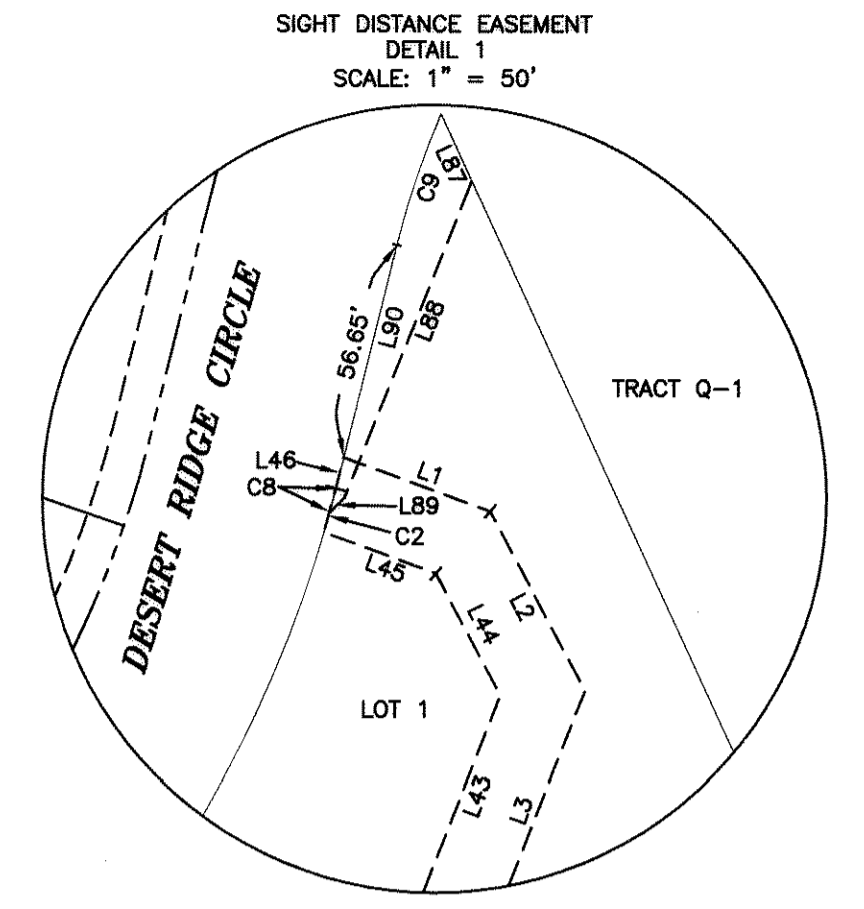 SIGHT DISTANCE EASEMENT
DETAIL 1
SCALE: 1" = 50'
L87
C9
L90
L88
56.65'
DESERT RIDGE CIRCLE
TRACT Q-1
L46
C8
L1
L89
C2
L45
L2
L44
LOT 1
L43
L3